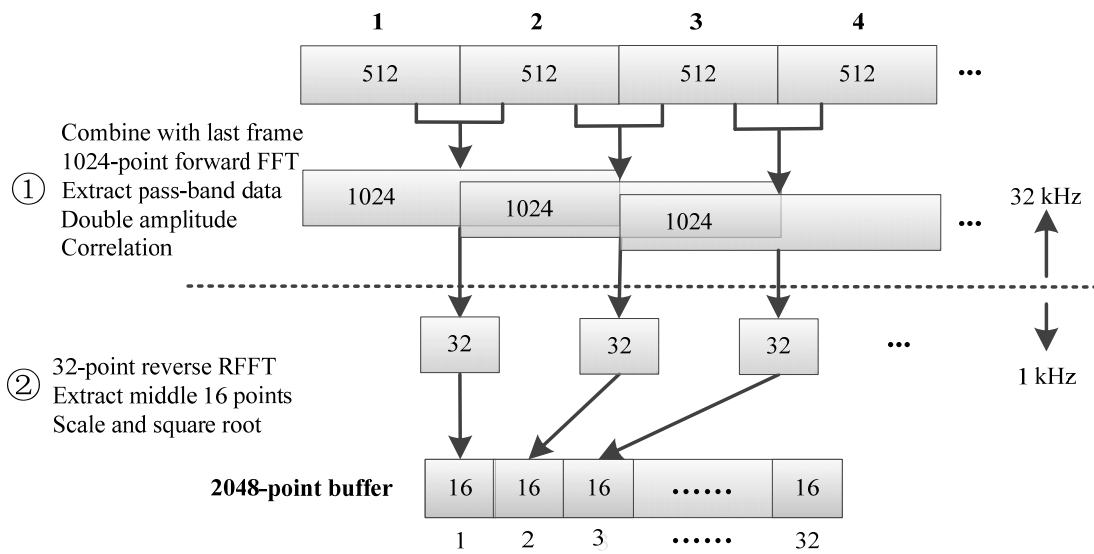 1 2 3 4
512 512 512 512 ...
Combine with last frame
1024-point forward FFT
① Extract pass-band data
Double amplitude
Correlation
1024 1024 1024 ...
32 kHz
32 32 32 ...
1 kHz
32-point reverse RFFT
② Extract middle 16 points
Scale and square root
2048-point buffer 16 16 16 ...... 16
1 2 3 ...... 32